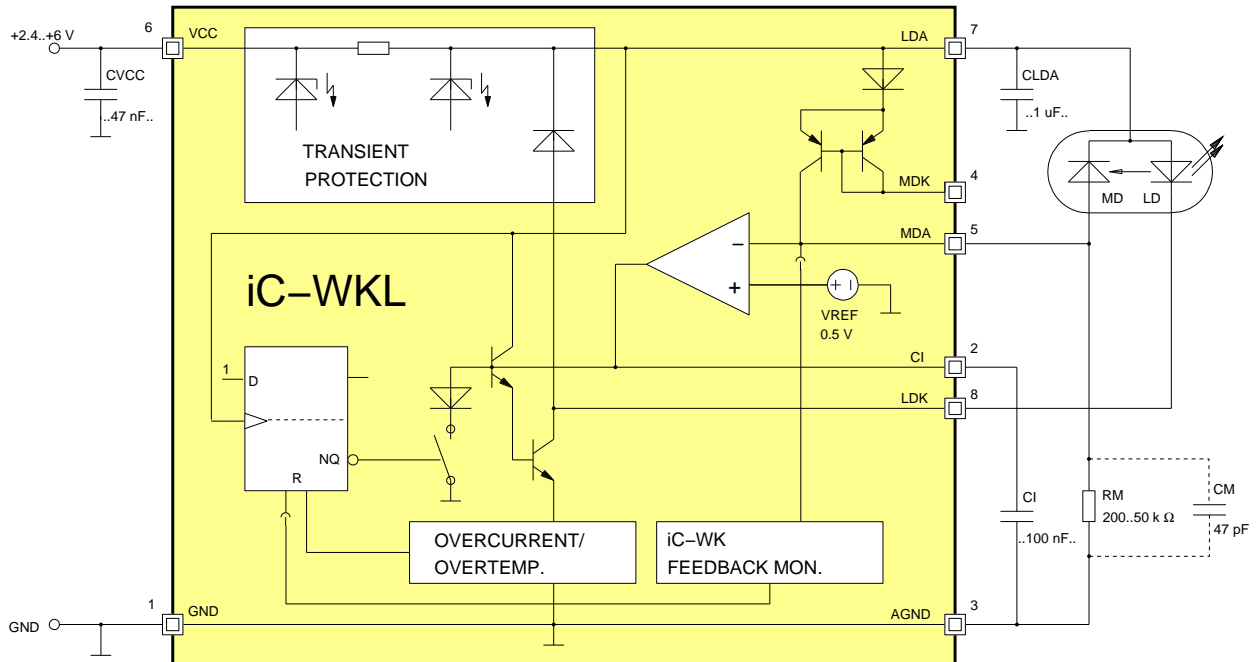 6
VCC
LDA
7
+2.4..+6 V
CVCC
..47 nF..
CLDA
..1 uF..
TRANSIENT
PROTECTION
MDK
4
MD
LD
MDA
5
−
+
+
−
VREF
0.5 V
iC−WKL
CI
2
LDK
8
1
D
NQ
R
CI
..100 nF..
RM
200..50 k Ω
CM
47 pF
OVERCURRENT/
OVERTEMP.
iC−WK
FEEDBACK MON.
1
GND
AGND
3
GND